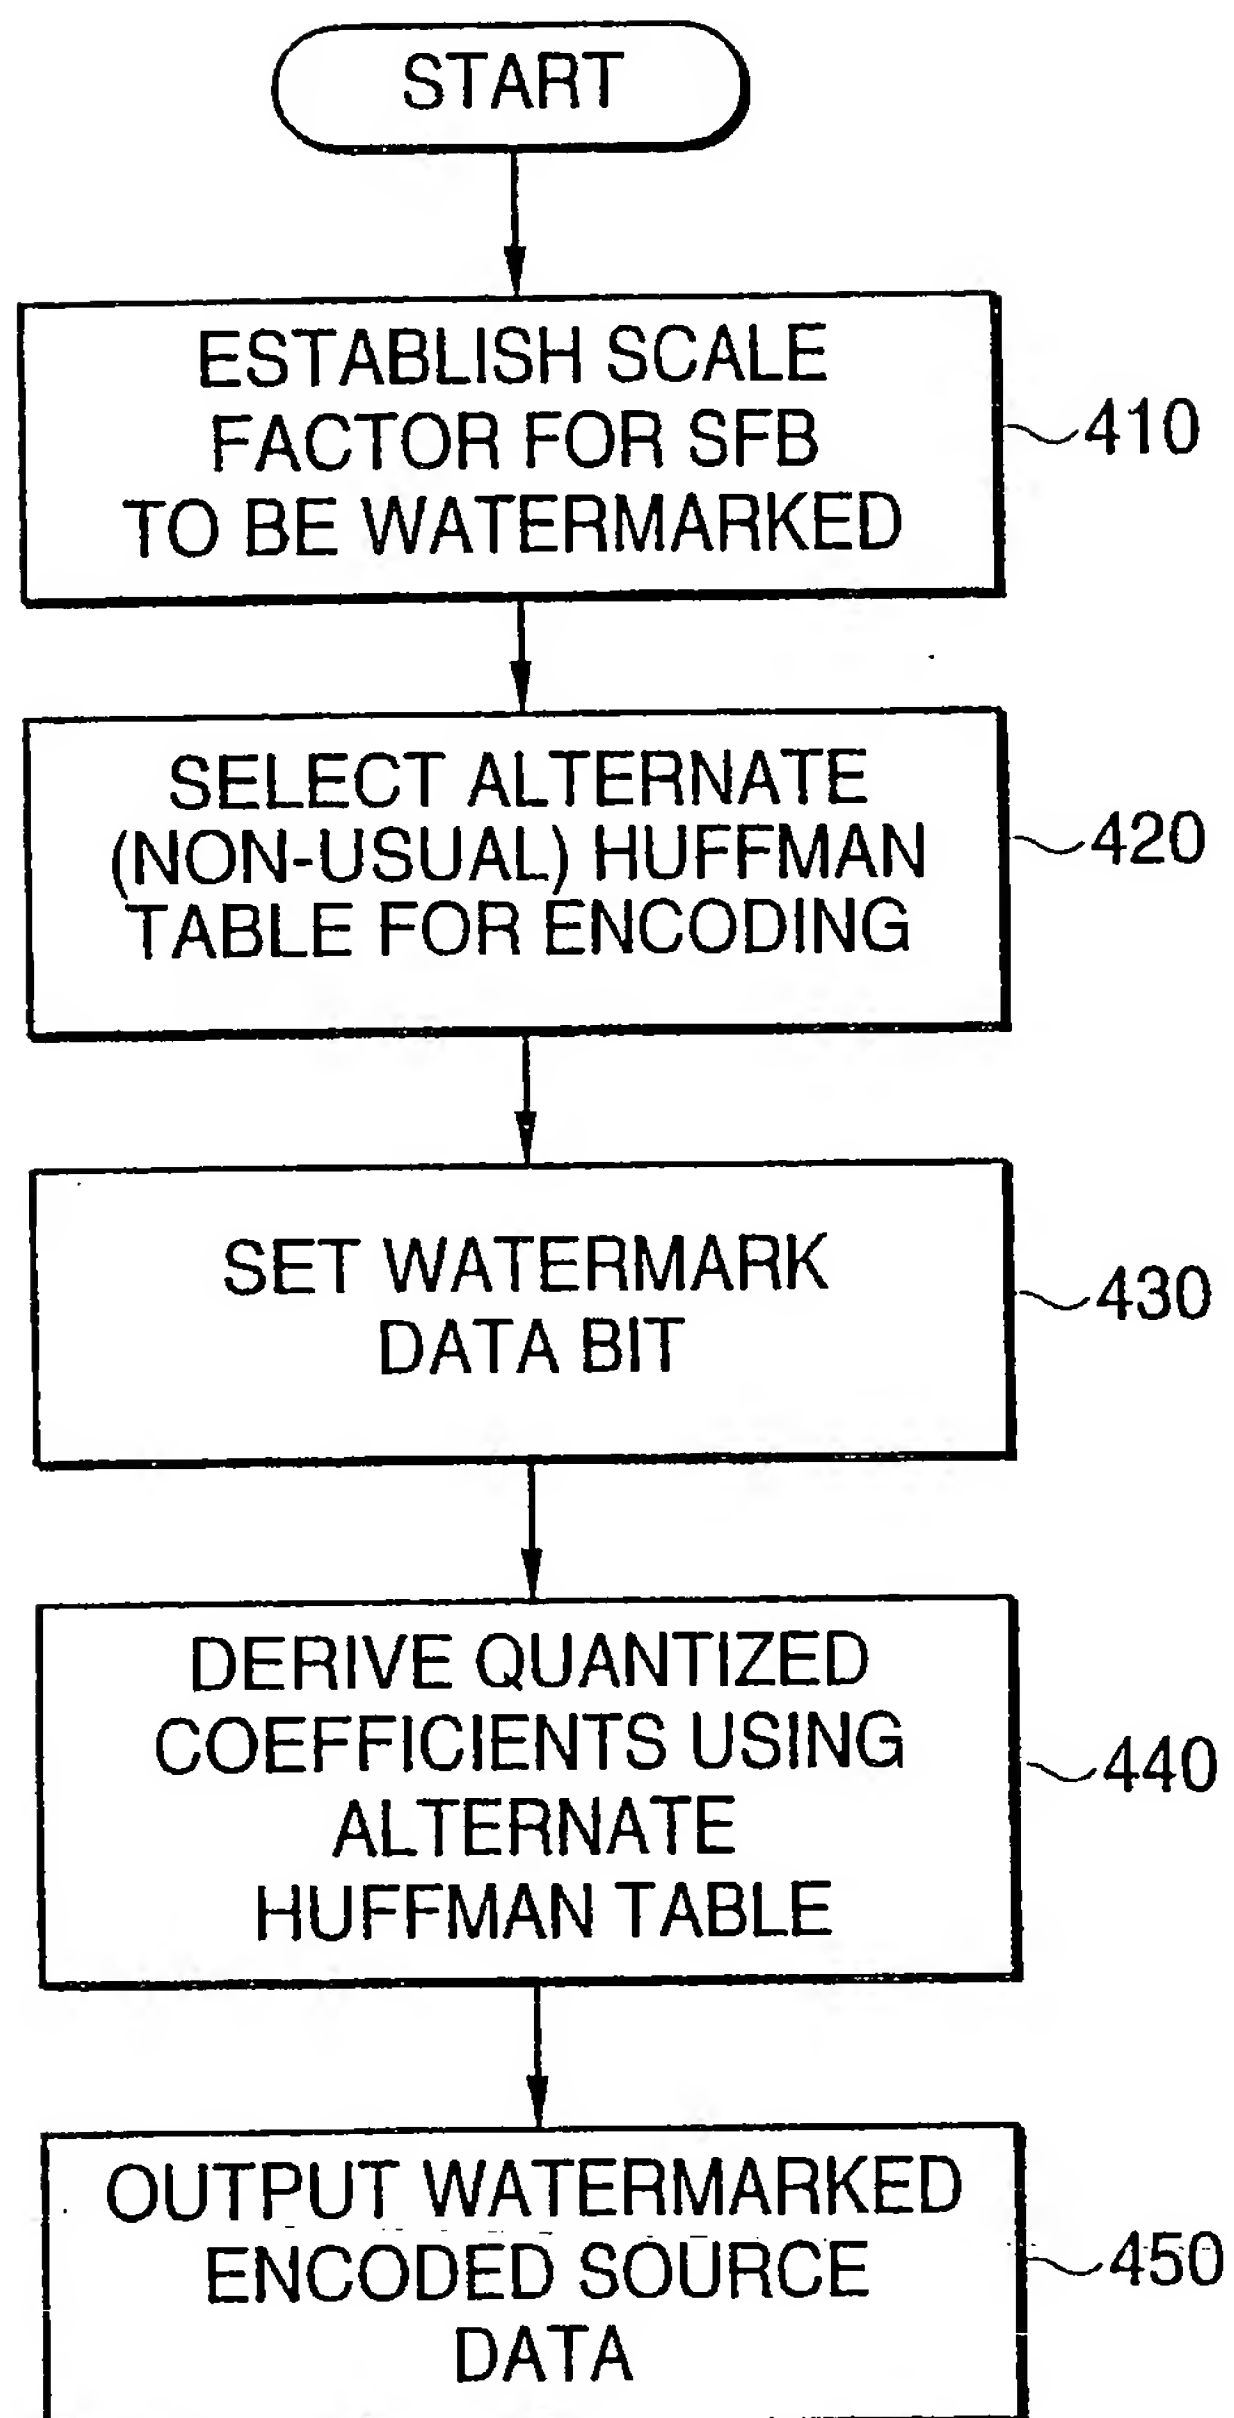 START
ESTABLISH SCALE
FACTOR FOR SFB
TO BE WATERMARKED
410
SELECT ALTERNATE
(NON-USUAL) HUFFMAN
TABLE FOR ENCODING
420
SET WATERMARK
DATA BIT
430
DERIVE QUANTIZED
COEFFICIENTS USING
ALTERNATE
HUFFMAN TABLE
440
OUTPUT WATERMARKED
ENCODED SOURCE
DATA
450